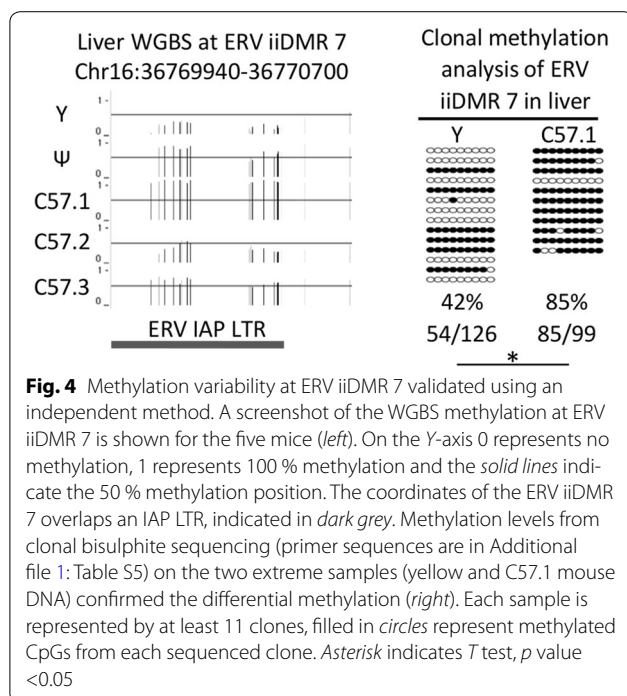 Liver WGBS at ERV iiDMR 7
Chr16:36769940-36770700
1
Y
0
1
Ψ
0
1
C57.1
0
1
C57.2
0
1
C57.3
0
ERV IAP LTR
Clonal methylation
analysis of ERV
iiDMR 7 in liver
Y C57.1
42% 85%
54/126 85/99
*
Fig. 4 Methylation variability at ERV iiDMR 7 validated using an
independent method. A screenshot of the WGBS methylation at ERV
iiDMR 7 is shown for the five mice (left). On the Y-axis 0 represents no
methylation, 1 represents 100 % methylation and the solid lines indi-
cate the 50 % methylation position. The coordinates of the ERV iiDMR
7 overlaps an IAP LTR, indicated in dark grey. Methylation levels from
clonal bisulphite sequencing (primer sequences are in Additional
file 1: Table S5) on the two extreme samples (yellow and C57.1 mouse
DNA) confirmed the differential methylation (right). Each sample is
represented by at least 11 clones, filled in circles represent methylated
CpGs from each sequenced clone. Asterisk indicates T test, p value
<0.05